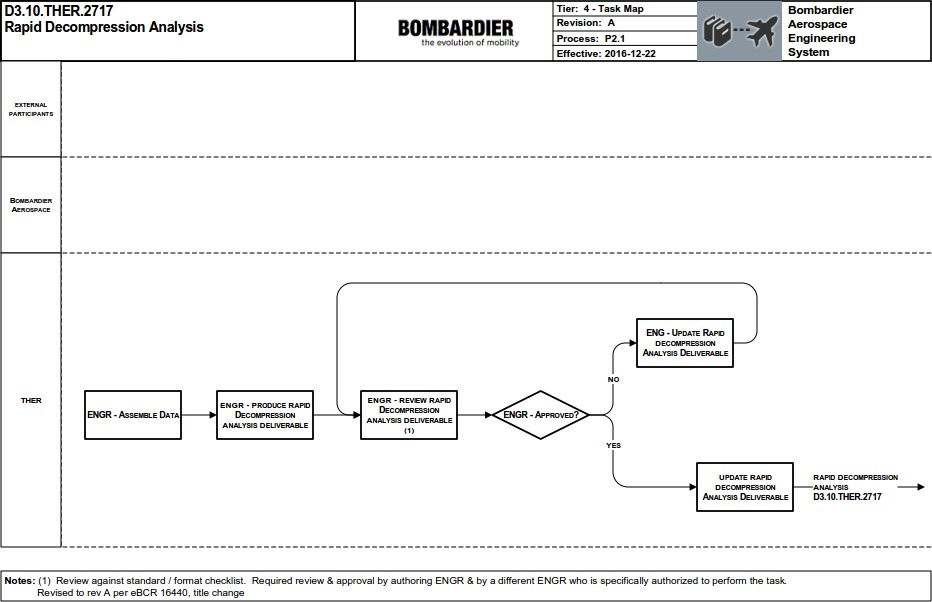 D3.10.THER.2717
Rapid Decompression Analysis
BOMBARDIER
the evolution of mobility
Tier: 4 - Task Map
Revision: A
Process: P2.1
Effective: 2016-12-22
Bombardier
Aerospace
Engineering
System
EXTERNAL
PARTICIPANTS
BOMBARDIER
AEROSPACE
THER
ENGR - ASSEMBLE DATA
ENGR - PRODUCE RAPID
DECOMPRESSION
ANALYSIS DELIVERABLE
ENGR - REVIEW RAPID
DECOMPRESSION
ANALYSIS DELIVERABLE
(1)
ENGR - APPROVED?
NO
ENG - UPDATE RAPID
DECOMPRESSION
ANALYSIS DELIVERABLE
YES
UPDATE RAPID
DECOMPRESSION
ANALYSIS DELIVERABLE
RAPID DECOMPRESSION
ANALYSIS
D3.10.THER.2717
Notes: (1) Review against standard / format checklist. Required review & approval by authoring ENGR & by a different ENGR who is specifically authorized to perform the task.
Revised to rev A per eBCR 16440, title change